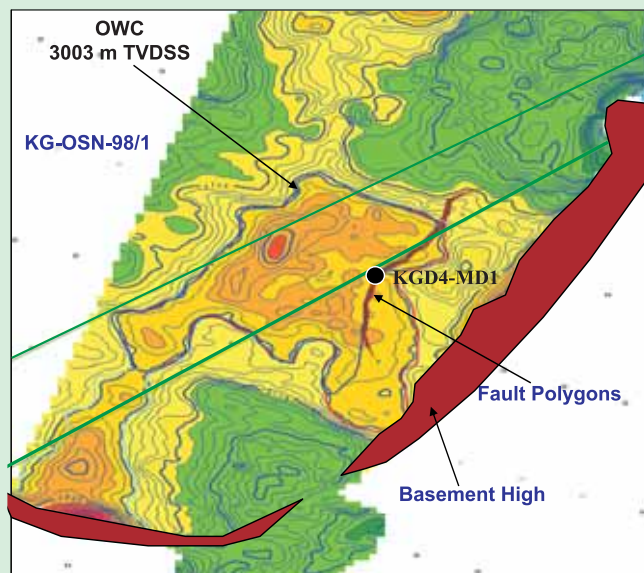 OWC
3003 m TVDSS
KG-OSN-98/1
KGD4-MD1
Fault Polygons
Basement High